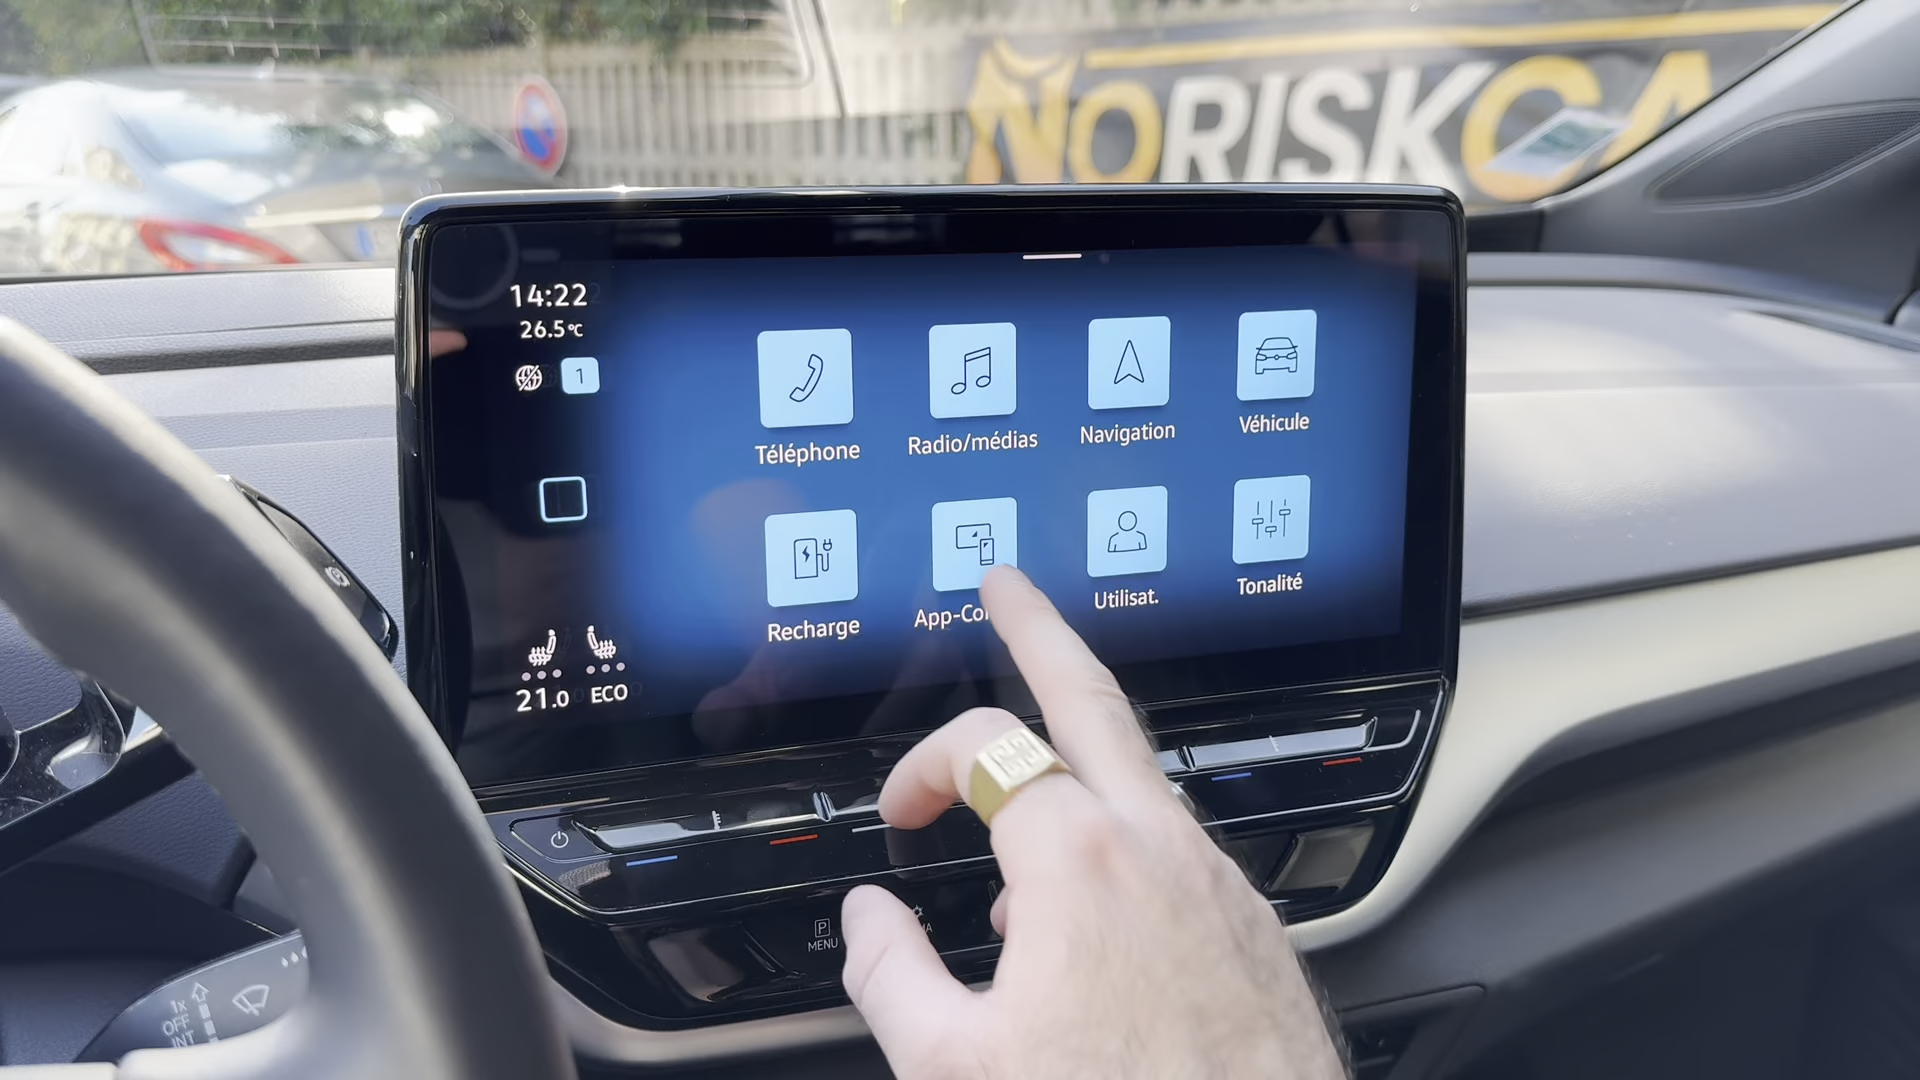 NORISKCA
14:22
26.5°C
1
Téléphone
Radio/médias
Navigation
Véhicule
Recharge
App-Co
Utilisat.
Tonalité
21.0 ECO
P
MENU
1x
OFF
INT